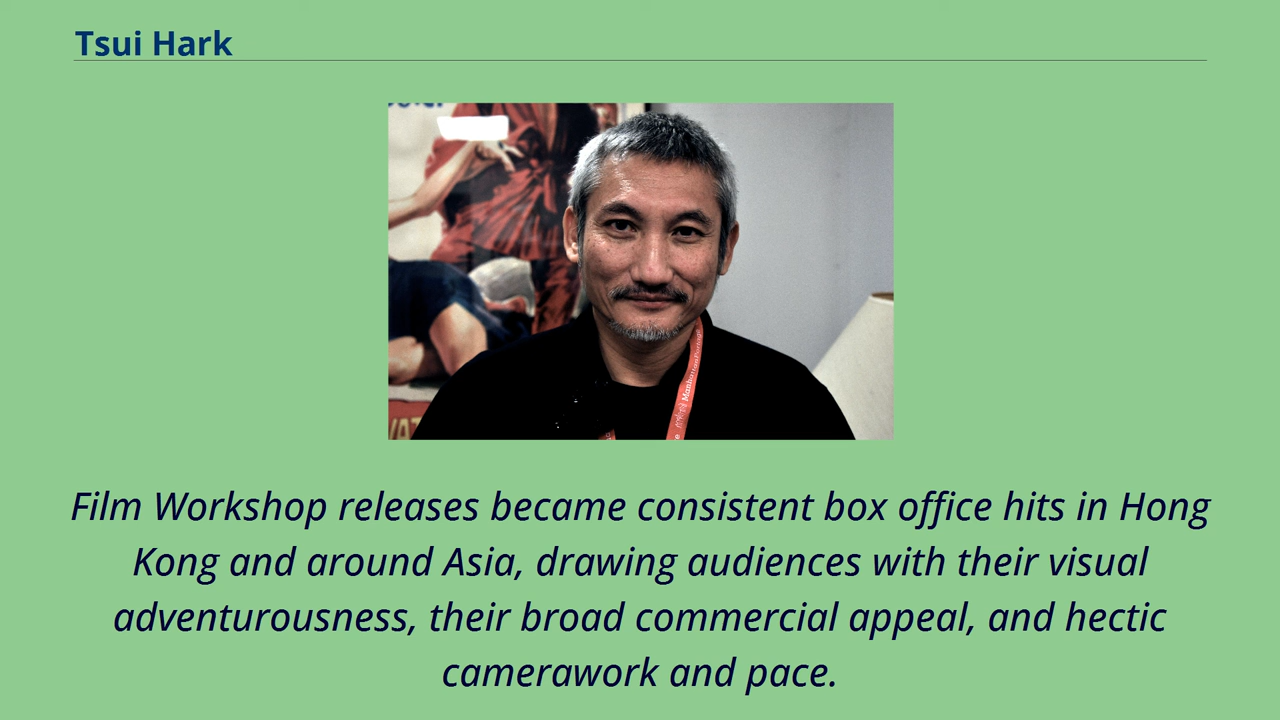 Tsui Hark
Manhattan
Film Workshop releases became consistent box office hits in Hong
Kong and around Asia, drawing audiences with their visual
adventurousness, their broad commercial appeal, and hectic
camerawork and pace.